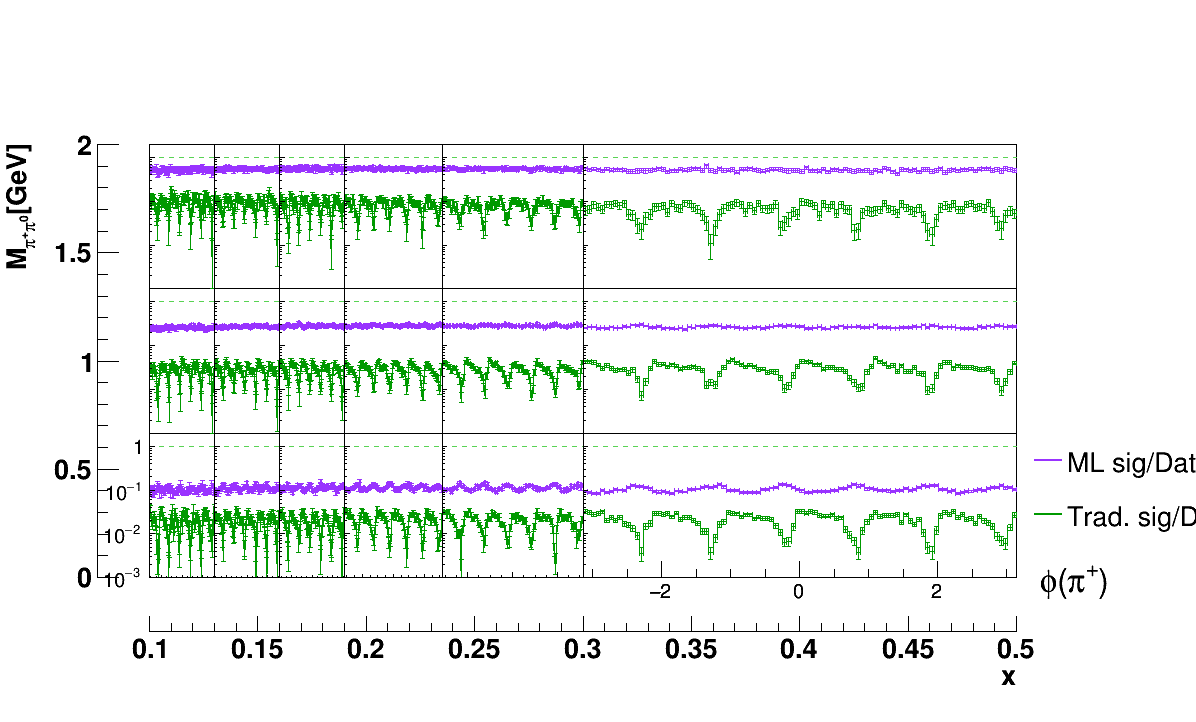 M π⁺π⁰ [GeV]
2
1.5
1
0.5
0
1
10⁻¹
10⁻²
10⁻³
ML sig/Dat
Trad. sig/D
−2 0 2
ϕ(π⁺)
0.1 0.15 0.2 0.25 0.3 0.35 0.4 0.45 0.5
x